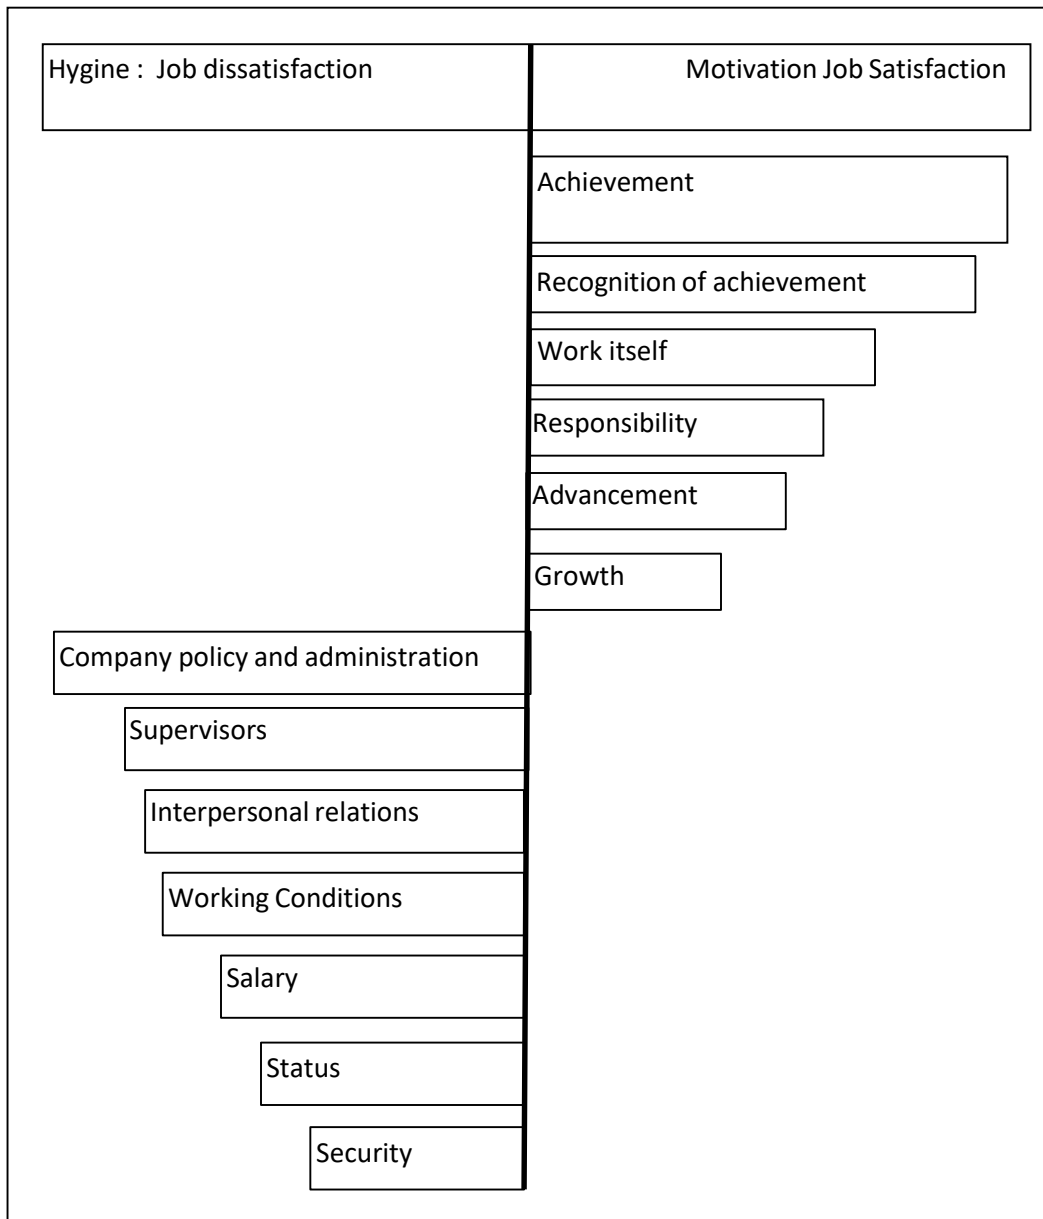 Hygine :  Job dissatisfaction
Motivation Job Satisfaction
Achievement
Recognition of achievement
Work itself
Responsibility
Advancement
Growth
Company policy and administration
Supervisors
Interpersonal relations
Working Conditions
Salary
Status
Security